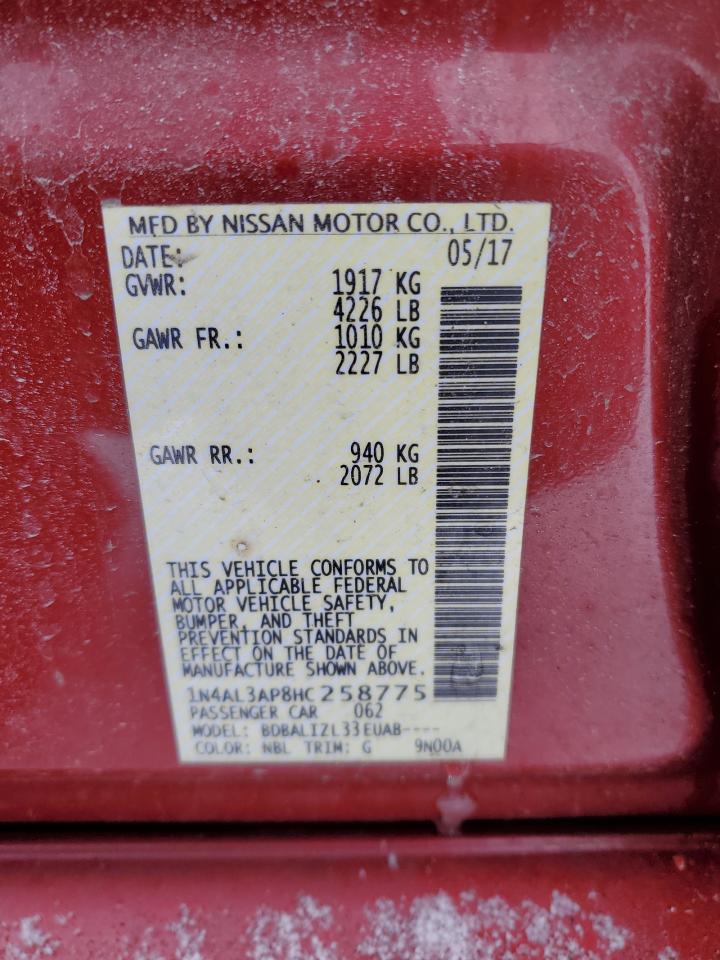 MFD BY NISSAN MOTOR CO., LTD.
DATE: 05/17
GVWR: 1917 KG
4226 LB
GAWR FR.: 1010 KG
2227 LB
GAWR RR.: 940 KG
2072 LB
THIS VEHICLE CONFORMS TO
ALL APPLICABLE FEDERAL
MOTOR VEHICLE SAFETY,
BUMPER, AND THEFT
PREVENTION STANDARDS IN
EFFECT ON THE DATE OF
MANUFACTURE SHOWN ABOVE.
1N4AL3AP8HC258775
PASSENGER CAR 062
MODEL: BDBALIZL33EUAB----
COLOR: NBL TRIM: G 9N00A